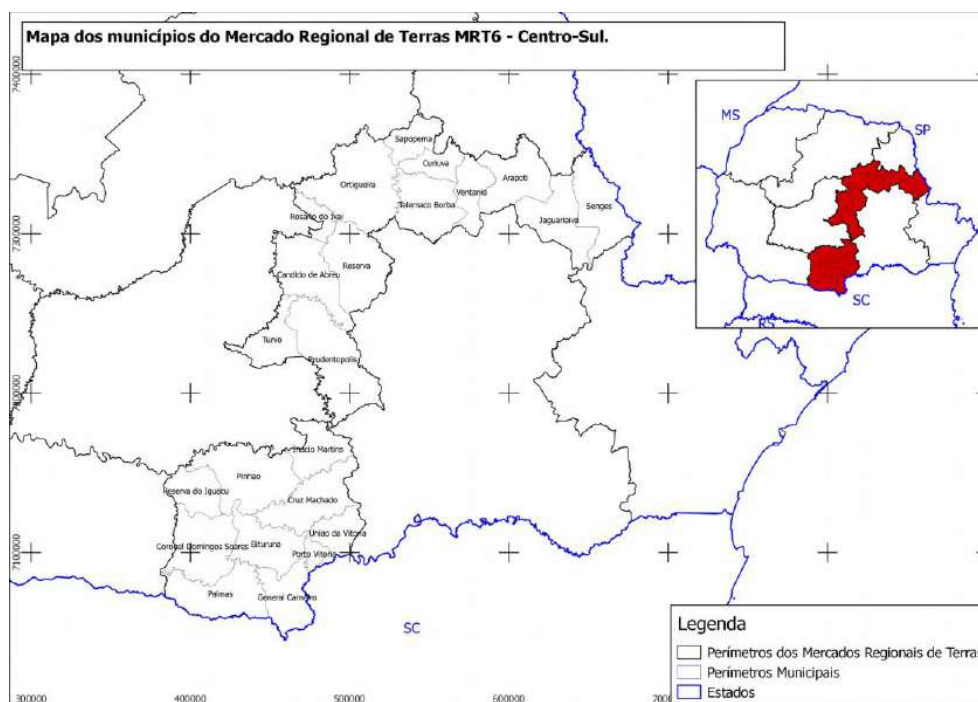 Mapa dos municípios do Mercado Regional de Terras MRT6 - Centro-Sul.
7400000
MS
SP
SC
RS
Sapopema
Curiuva
Ortigueira
Ventania
Arapoti
Telemaco Borba
Senges
Jaguariaiva
Rosario do Ivai
7300000
Reserva
Candido de Abreu
Turvo
Prudentopolis
7200000
Inacio Martins
Pinhao
Reserva do Iguacu
Cruz Machado
Uniao da Vitoria
Coronel Domingos Soares
Bituruna
Porto Vitoria
7100000
Palmas
General Carneiro
SC
Legenda
Perímetros dos Mercados Regionais de Terras
Perímetros Municipais
Estados
300000
400000
500000
600000